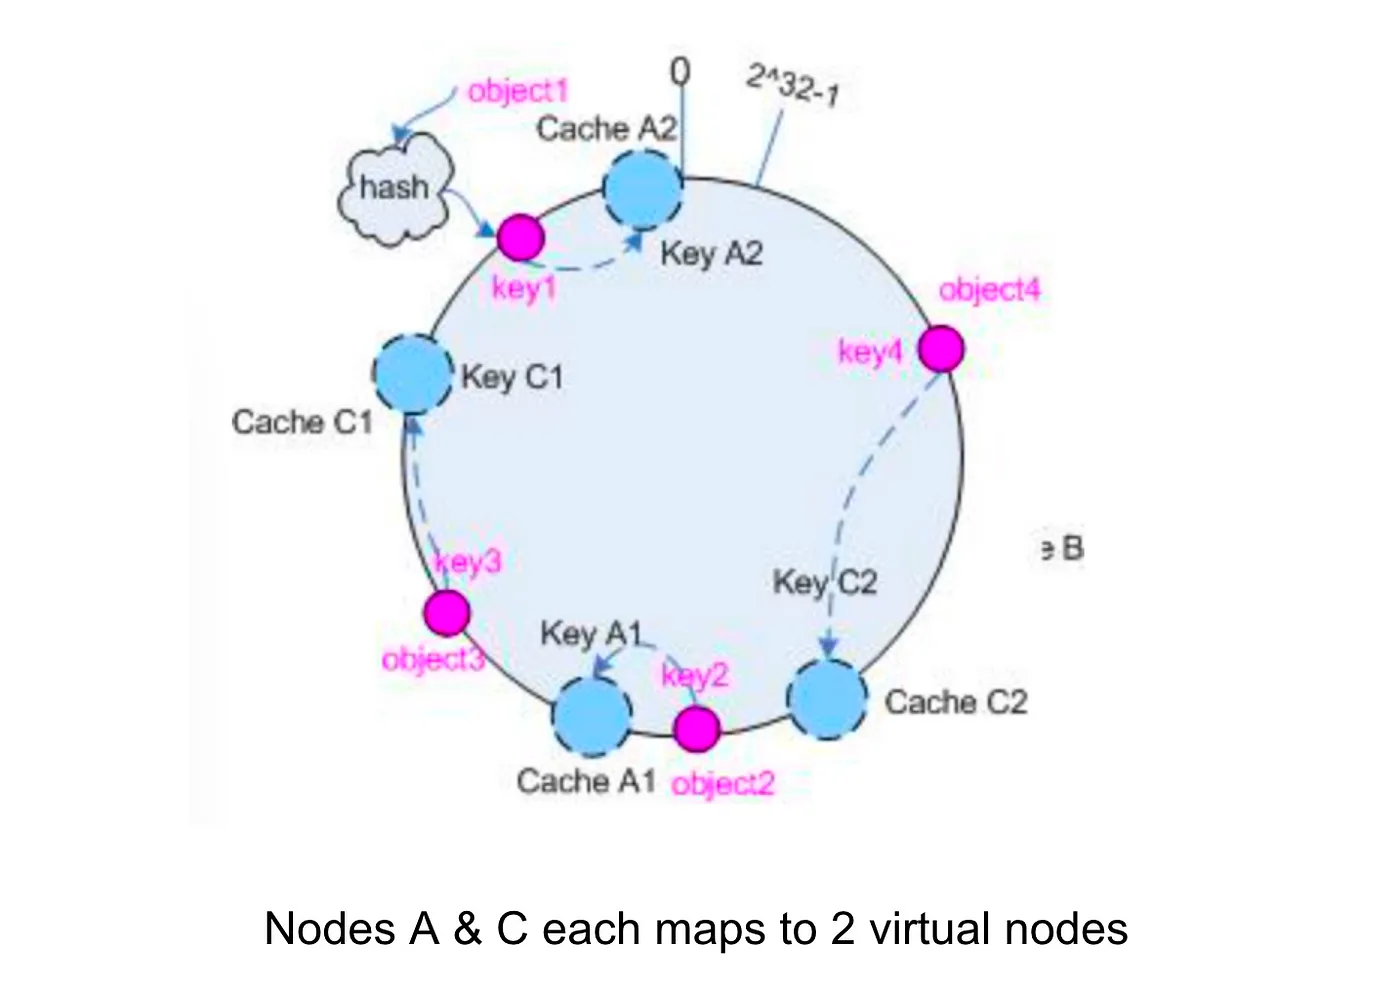 0
2^32-1
object1
Cache A2
hash
Key A2
key1
object4
key4
Key C1
Cache C1
e B
key3
Key C2
Key A1
object3
key2
Cache C2
Cache A1
object2
Nodes A & C each maps to 2 virtual nodes